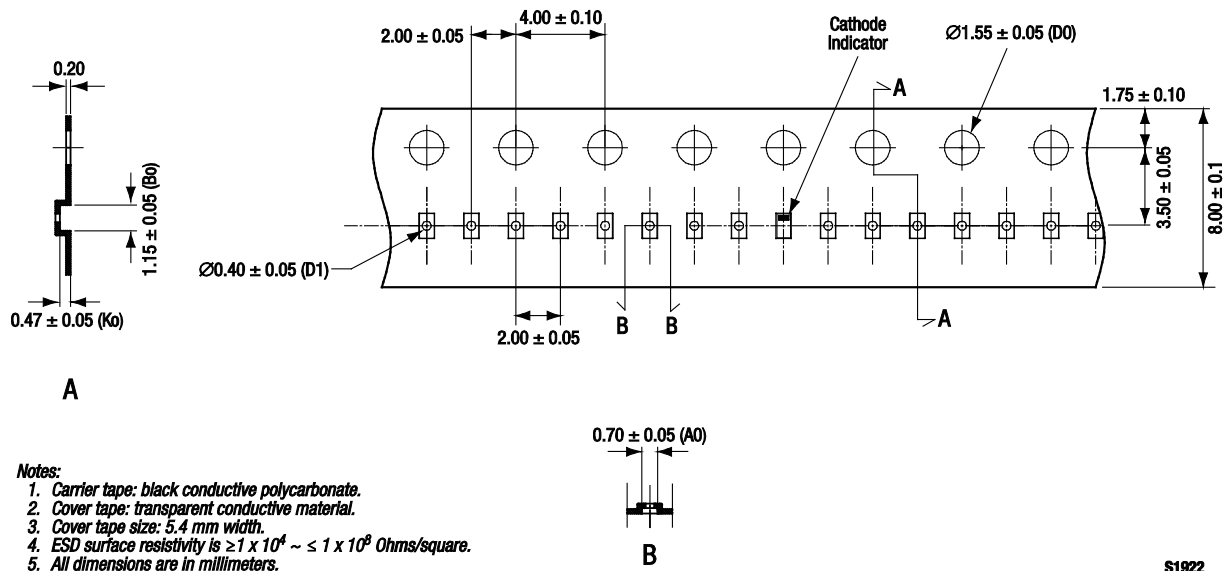 4.00 ± 0.10
2.00 ± 0.05
Cathode
Indicator
Ø1.55 ± 0.05 (D0)
0.20
A
1.75 ± 0.10
1.15 ± 0.05 (Bo)
3.50 ± 0.05
8.00 ± 0.1
Ø0.40 ± 0.05 (D1)
0.47 ± 0.05 (Ko)
B B
A
2.00 ± 0.05
A
0.70 ± 0.05 (A0)
B
Notes:
1. Carrier tape: black conductive polycarbonate.
2. Cover tape: transparent conductive material.
3. Cover tape size: 5.4 mm width.
4. ESD surface resistivity is ≥1 x 10⁴ ~ ≤ 1 x 10⁸ Ohms/square.
5. All dimensions are in millimeters.
S1922